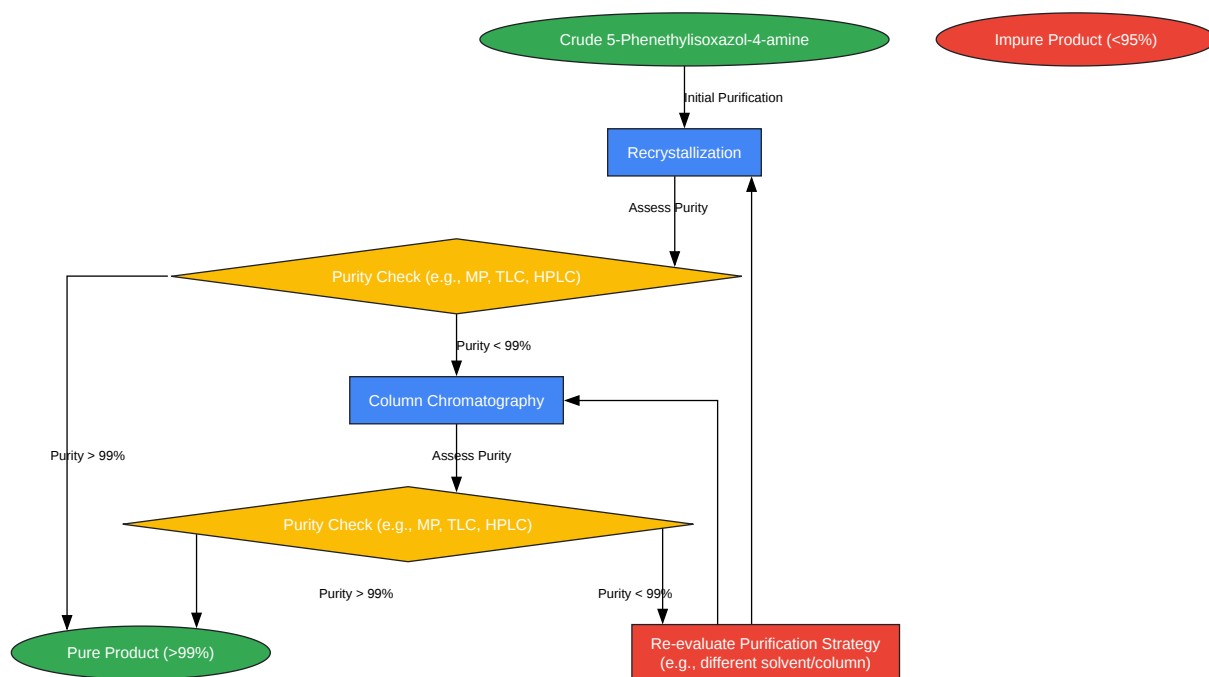 Crude 5-Phenethylisoxazol-4-amine
Impure Product (<95%)
Initial Purification
Recrystallization
Assess Purity
Purity Check (e.g., MP, TLC, HPLC)
Purity < 99%
Column Chromatography
Purity > 99%
Assess Purity
Purity Check (e.g., MP, TLC, HPLC)
Purity > 99%
Purity < 99%
Pure Product (>99%)
Re-evaluate Purification Strategy
(e.g., different solvent/column)